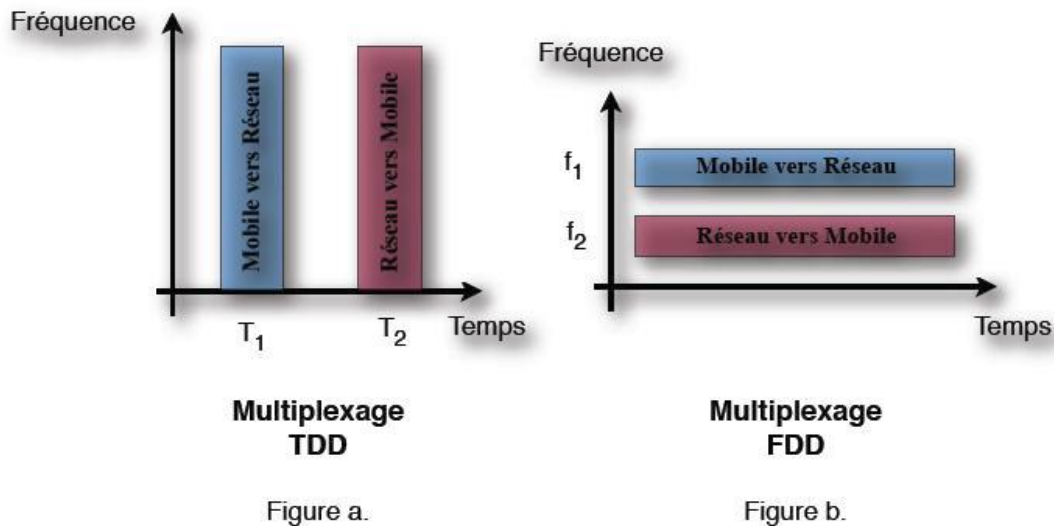 Fréquence
Mobile vers Réseau
Réseau vers Mobile
T1
T2
Temps
Multiplexage
TDD
Figure a.
Fréquence
f1
Mobile vers Réseau
f2
Réseau vers Mobile
Temps
Multiplexage
FDD
Figure b.